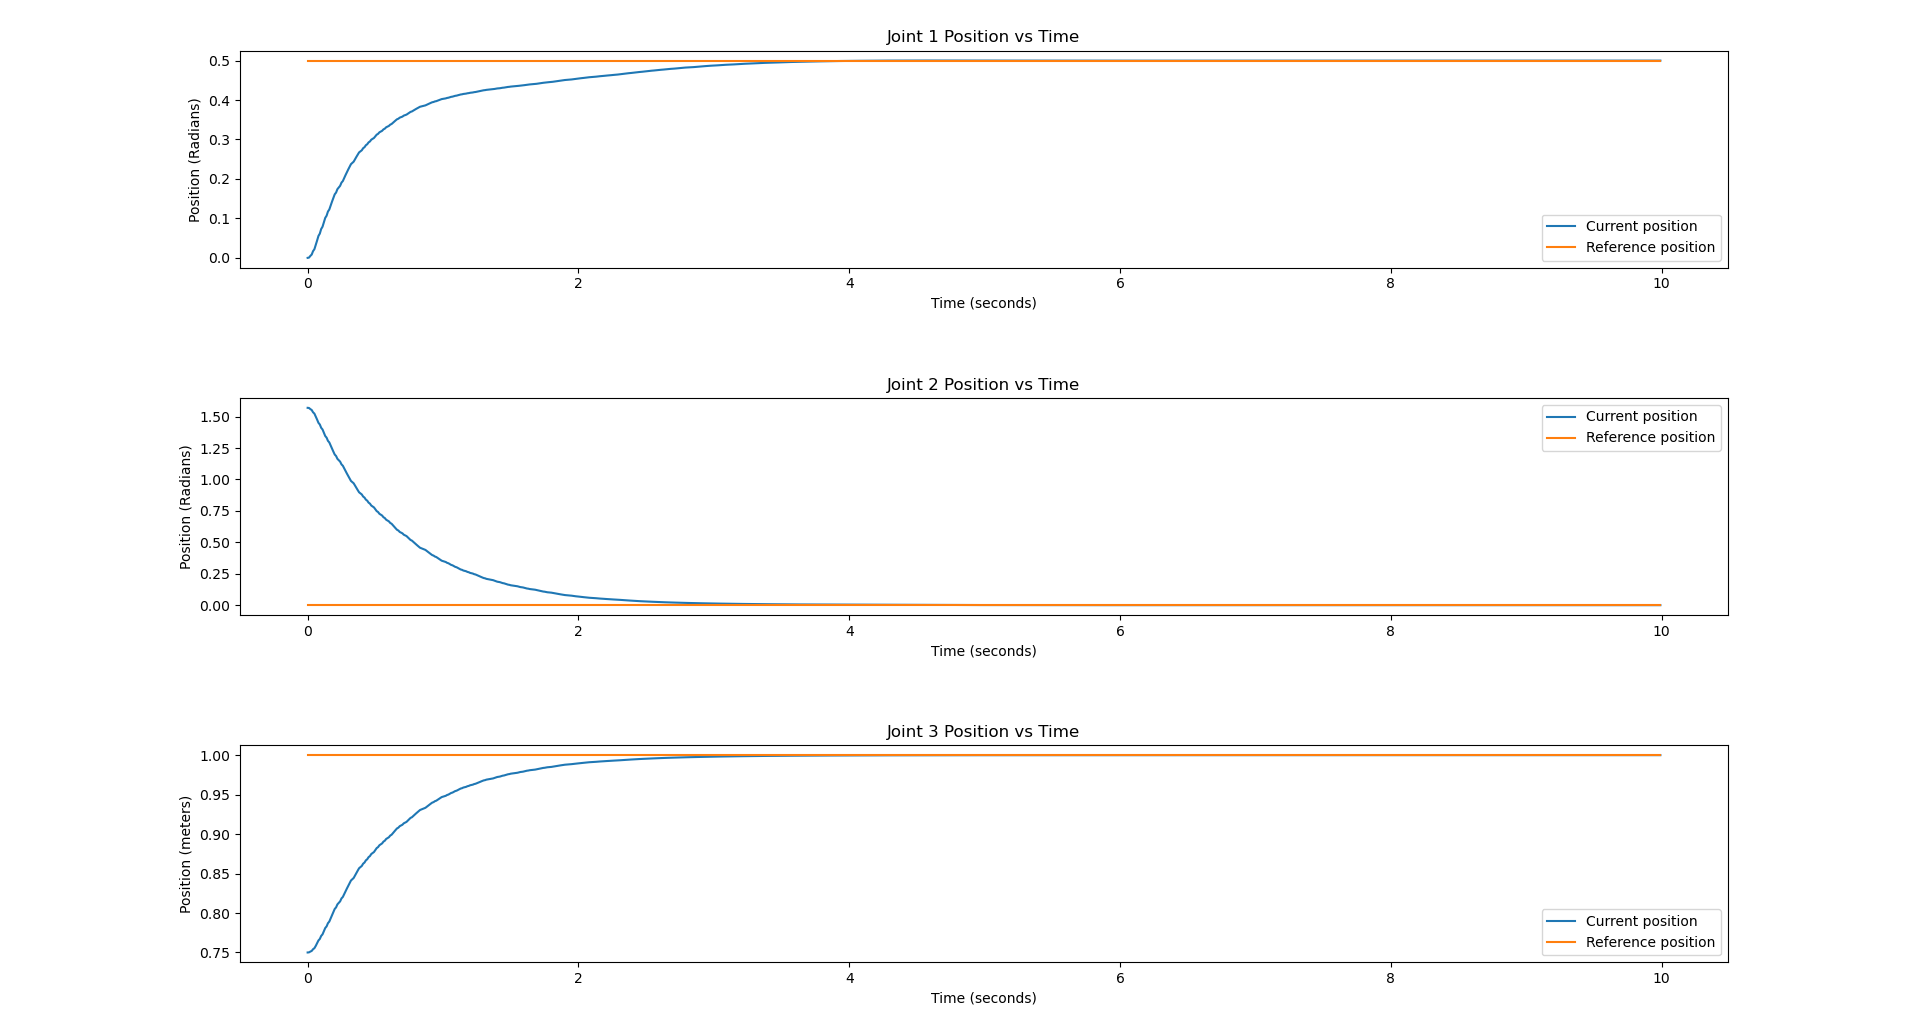 Joint 1 Position vs Time
0.5
0.4
0.3
0.2
0.1
0.0
Position (Radians)
Current position
Reference position
0 2 4 6 8 10
Time (seconds)
Joint 2 Position vs Time
1.50
1.25
1.00
0.75
0.50
0.25
0.00
Position (Radians)
Current position
Reference position
0 2 4 6 8 10
Time (seconds)
Joint 3 Position vs Time
1.00
0.95
0.90
0.85
0.80
0.75
Position (meters)
Current position
Reference position
0 2 4 6 8 10
Time (seconds)